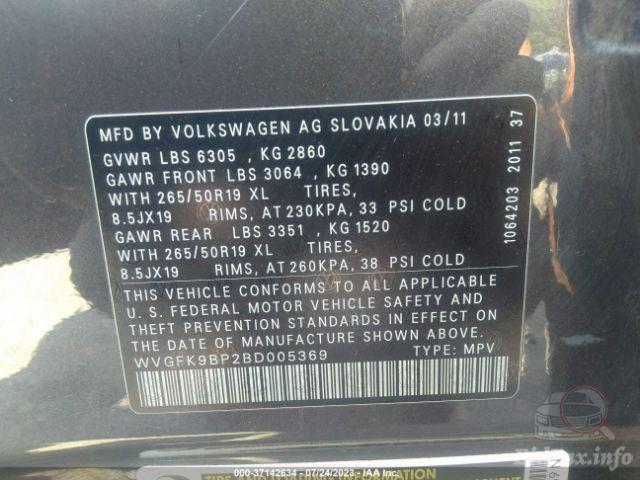 MFD BY VOLKSWAGEN AG SLOVAKIA 03/11
GVWR LBS 6305 , KG 2860
GAWR FRONT LBS 3064 , KG 1390
WITH 265/50R19 XL TIRES,
8.5JX19 RIMS, AT 230KPA, 33 PSI COLD
GAWR REAR LBS 3351 , KG 1520
WITH 265/50R19 XL TIRES,
8.5JX19 RIMS, AT 260KPA, 38 PSI COLD
THIS VEHICLE CONFORMS TO ALL APPLICABLE
U. S. FEDERAL MOTOR VEHICLE SAFETY AND
THEFT PREVENTION STANDARDS IN EFFECT ON
THE DATE OF MANUFACTURE SHOWN ABOVE.
WVGFK9BP2BD005369 TYPE: MPV
1064203 2011 37
000-37142634 - 07/24/2023 - IAA Inc.